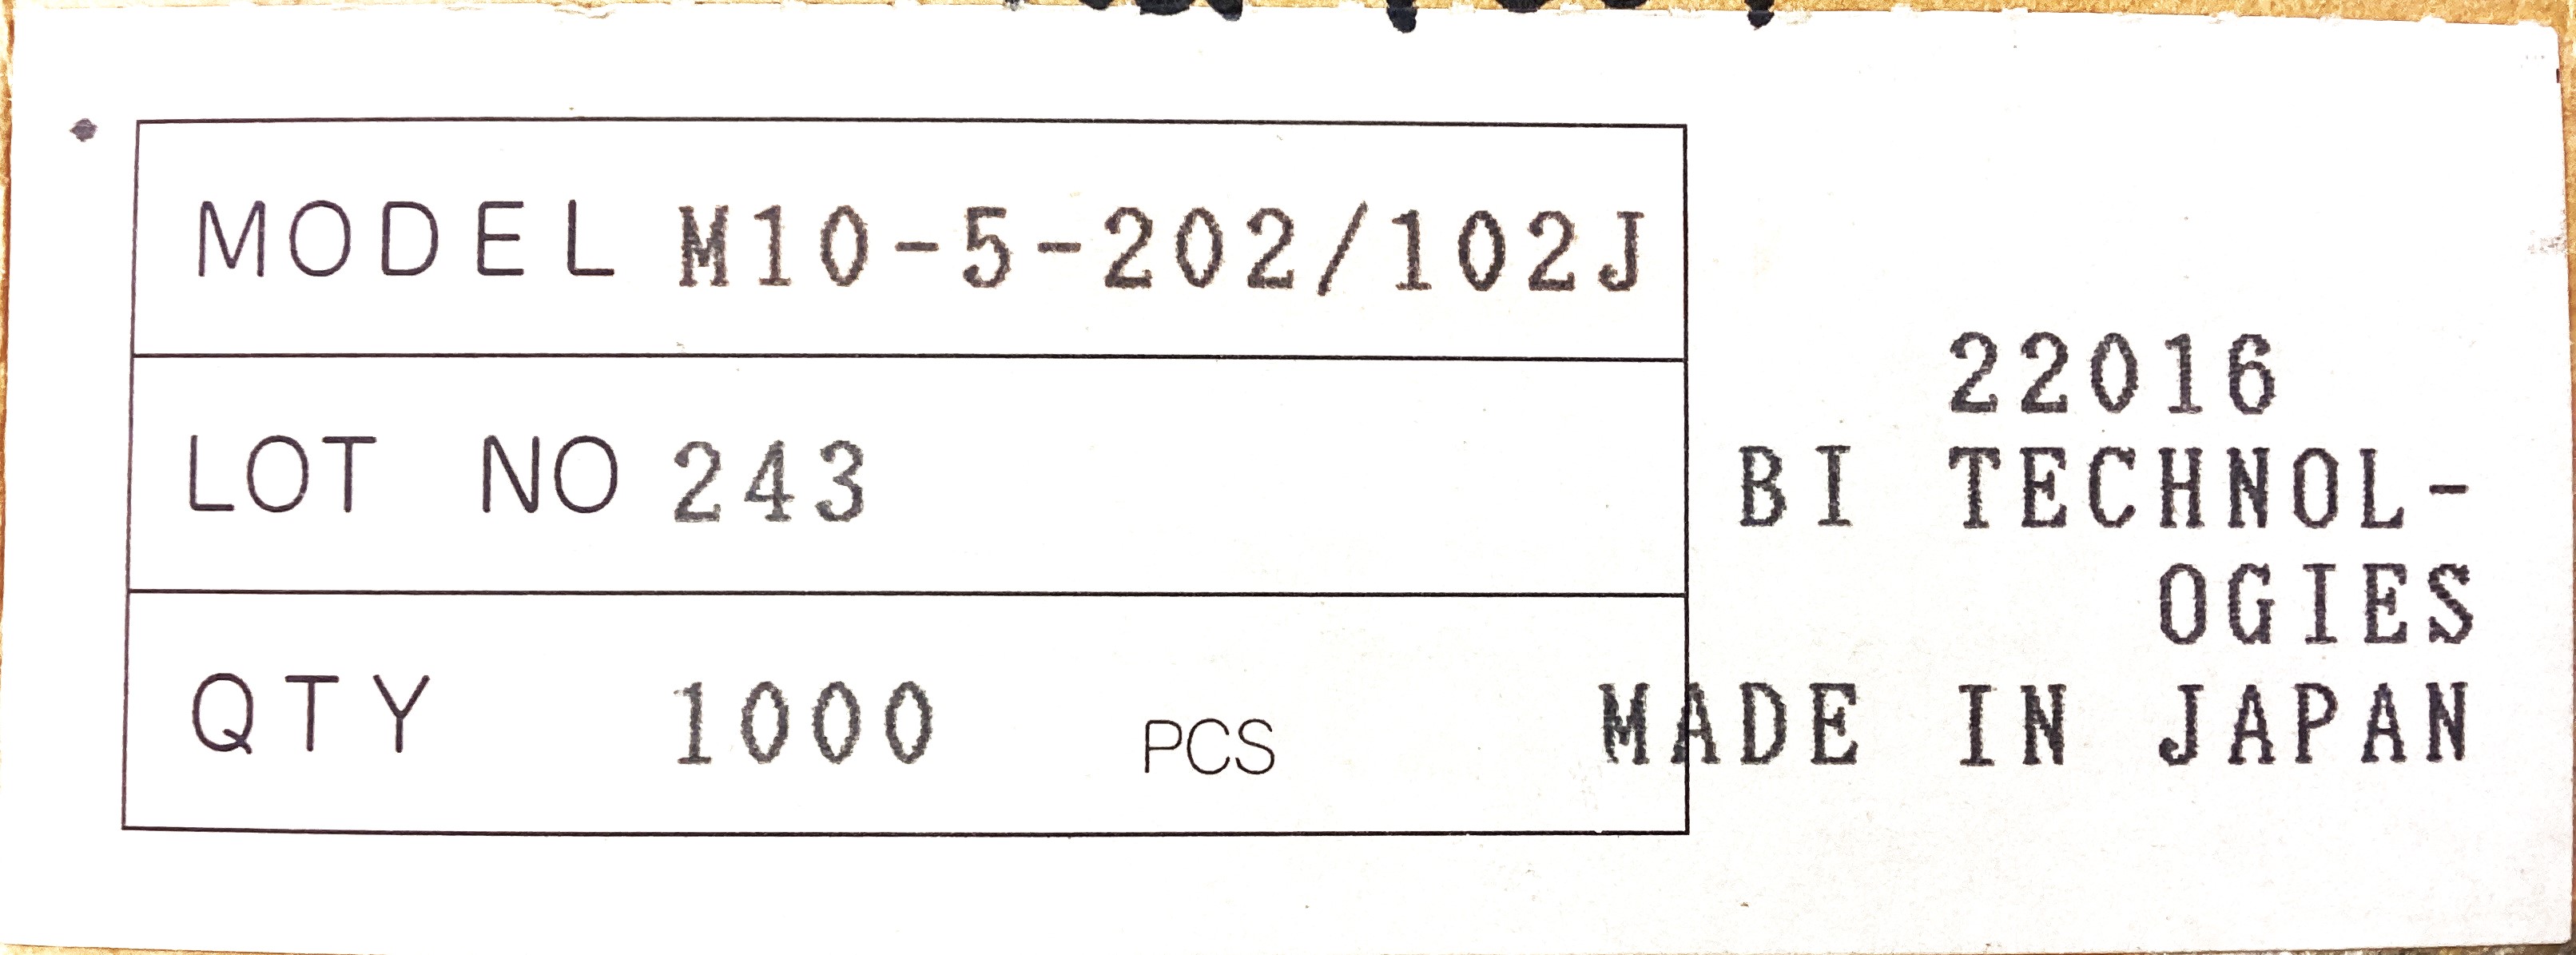 MODEL M10-5-202/102J
LOT NO 243
QTY 1000 PCS
22016
BI TECHNOL-
OGIES
MADE IN JAPAN